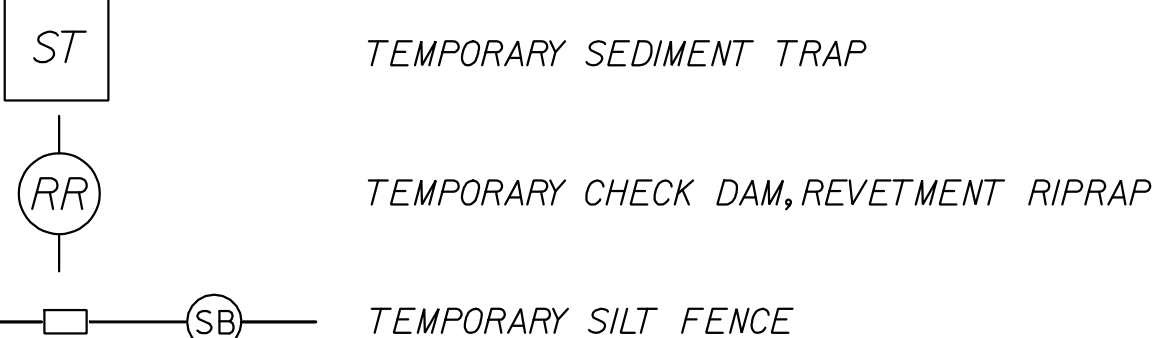 ST TEMPORARY SEDIMENT TRAP
RR TEMPORARY CHECK DAM, REVETMENT RIPRAP
SB TEMPORARY SILT FENCE